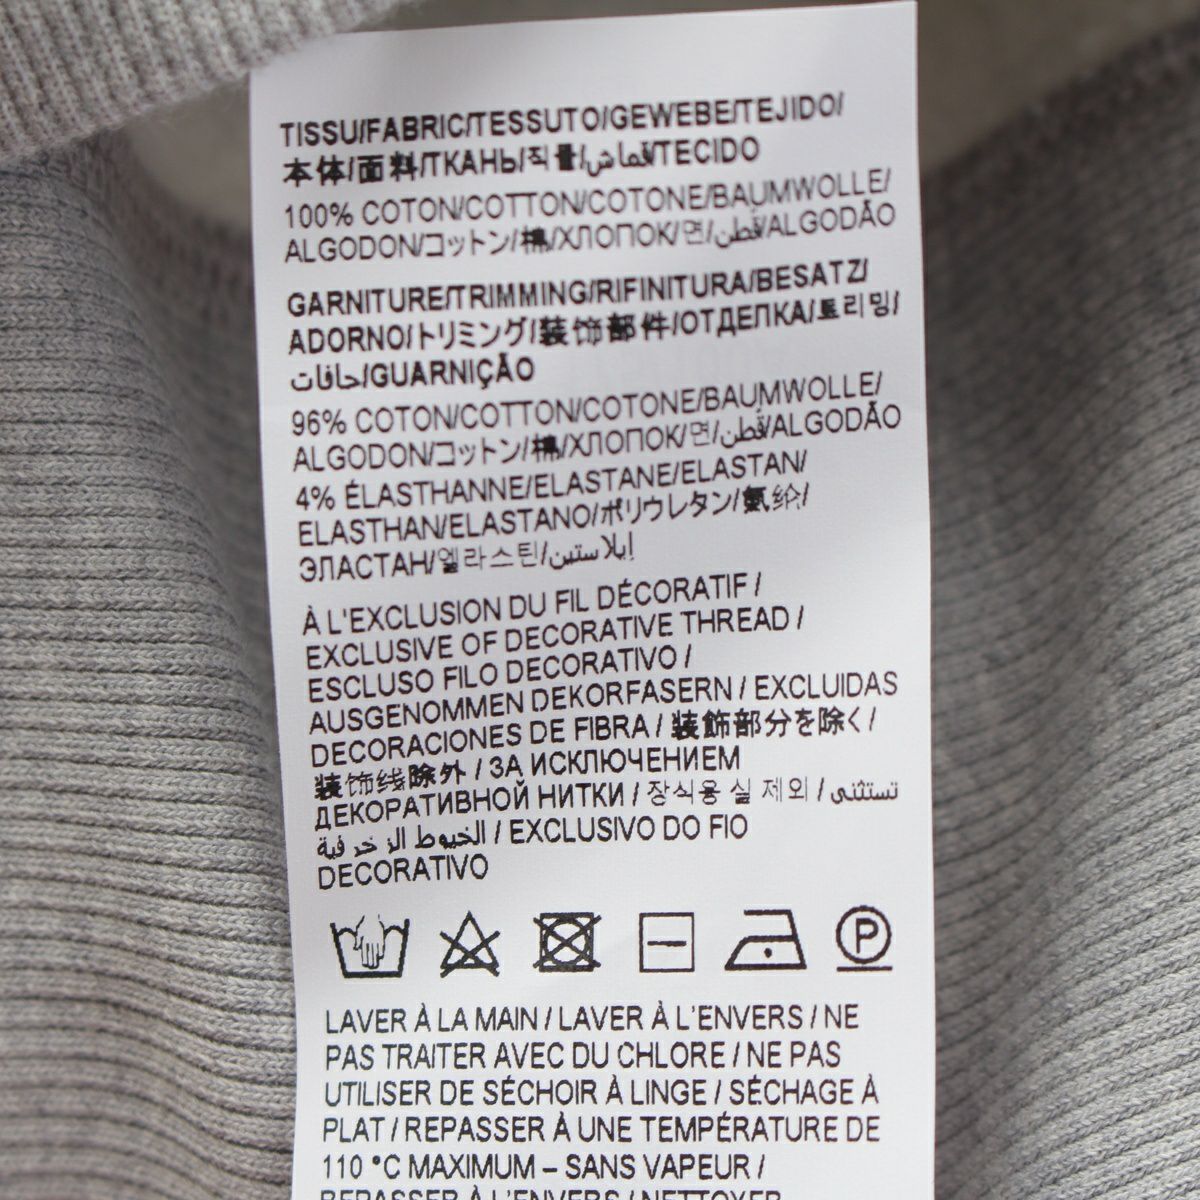 TISSU/FABRIC/TESSUTO/GEWEBE/TEJIDO/
本体/面料/ТКАНЬ/직물/قماش/TECIDO
100% COTON/COTTON/COTONE/BAUMWOLLE/
ALGODON/コットン/棉/ХЛОПОК/면/قُطن/ALGODÃO
GARNITURE/TRIMMING/RIFINITURA/BESATZ/
ADORNO/トリミング/装饰部件/ОТДЕЛКА/트리밍/
حافات/GUARNIÇÃO
96% COTON/COTTON/COTONE/BAUMWOLLE/
ALGODON/コットン/棉/ХЛОПОК/면/قُطن/ALGODÃO
4% ÉLASTHANNE/ELASTANE/ELASTAN/
ELASTHAN/ELASTANO/ポリウレタン/氨纶/
ЭЛАСТАН/엘라스틴/إيلاستين
À L'EXCLUSION DU FIL DÉCORATIF /
EXCLUSIVE OF DECORATIVE THREAD /
ESCLUSO FILO DECORATIVO /
AUSGENOMMEN DEKORFASERN / EXCLUIDAS
DECORACIONES DE FIBRA / 装飾部分を除く /
装饰线除外 / ЗА ИСКЛЮЧЕНИЕМ
ДЕКОРАТИВНОЙ НИТКИ / 장식용 실 제외 / تستثنى
الخيوط الزخرفية / EXCLUSIVO DO FIO
DECORATIVO
P
LAVER À LA MAIN / LAVER À L'ENVERS / NE
PAS TRAITER AVEC DU CHLORE / NE PAS
UTILISER DE SÉCHOIR À LINGE / SÉCHAGE À
PLAT / REPASSER À UNE TEMPÉRATURE DE
110 °C MAXIMUM – SANS VAPEUR /
REPASSER À L'ENVERS / NETTOYER